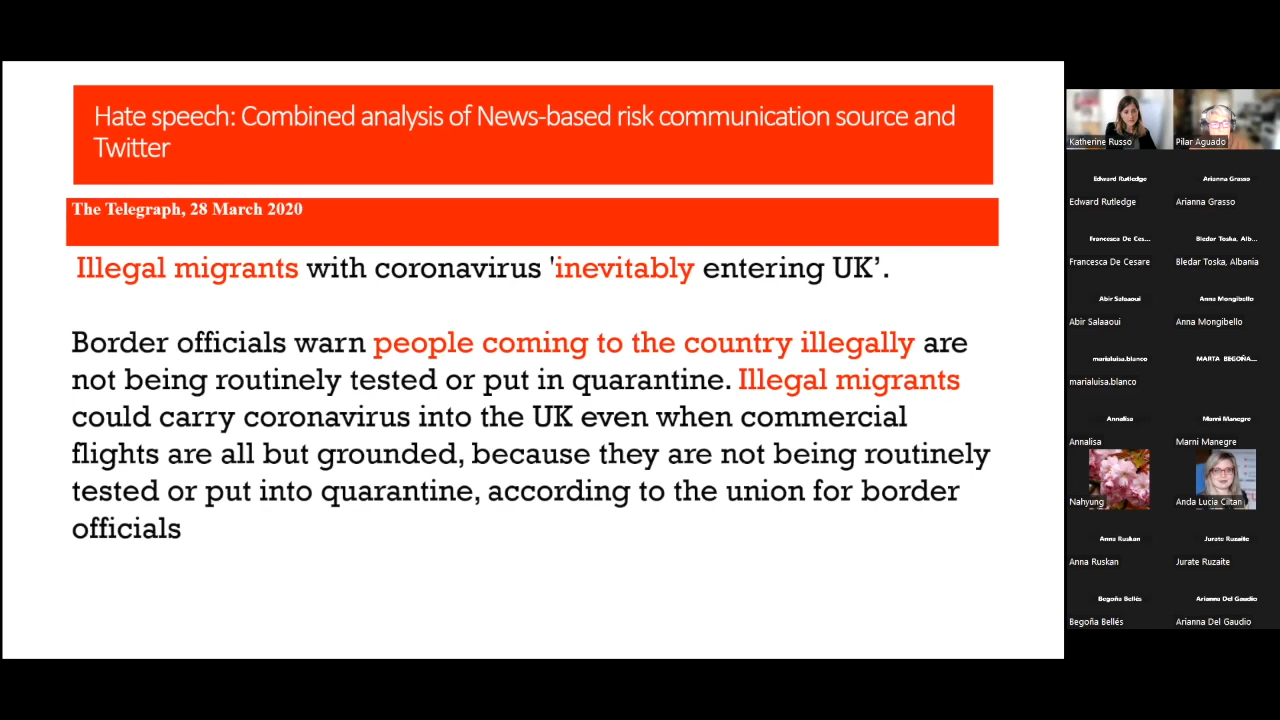 Hate speech: Combined analysis of News-based risk communication source and
Twitter
The Telegraph, 28 March 2020
Illegal migrants with coronavirus 'inevitably entering UK’.
Border officials warn people coming to the country illegally are
not being routinely tested or put in quarantine. Illegal migrants
could carry coronavirus into the UK even when commercial
flights are all but grounded, because they are not being routinely
tested or put into quarantine, according to the union for border
officials
Katherine Russo
Pilar Aguado
Edward Rutledge
Edward Rutledge
Arianna Grasso
Arianna Grasso
Francesca De Ces...
Francesca De Cesare
Bledar Toska, Alb...
Bledar Toska, Albania
Abir Salaaoui
Abir Salaaoui
Anna Mongibello
Anna Mongibello
marialuisa.blanco
marialuisa.blanco
MARTA BEGOÑA...
Annalisa
Annalisa
Marni Manegre
Marni Manegre
Nahyung
Anda Lucia Ciltan
Anna Ruskan
Anna Ruskan
Jurate Ruzaite
Jurate Ruzaite
Begoña Bellés
Begoña Bellés
Arianna Del Gaudio
Arianna Del Gaudio